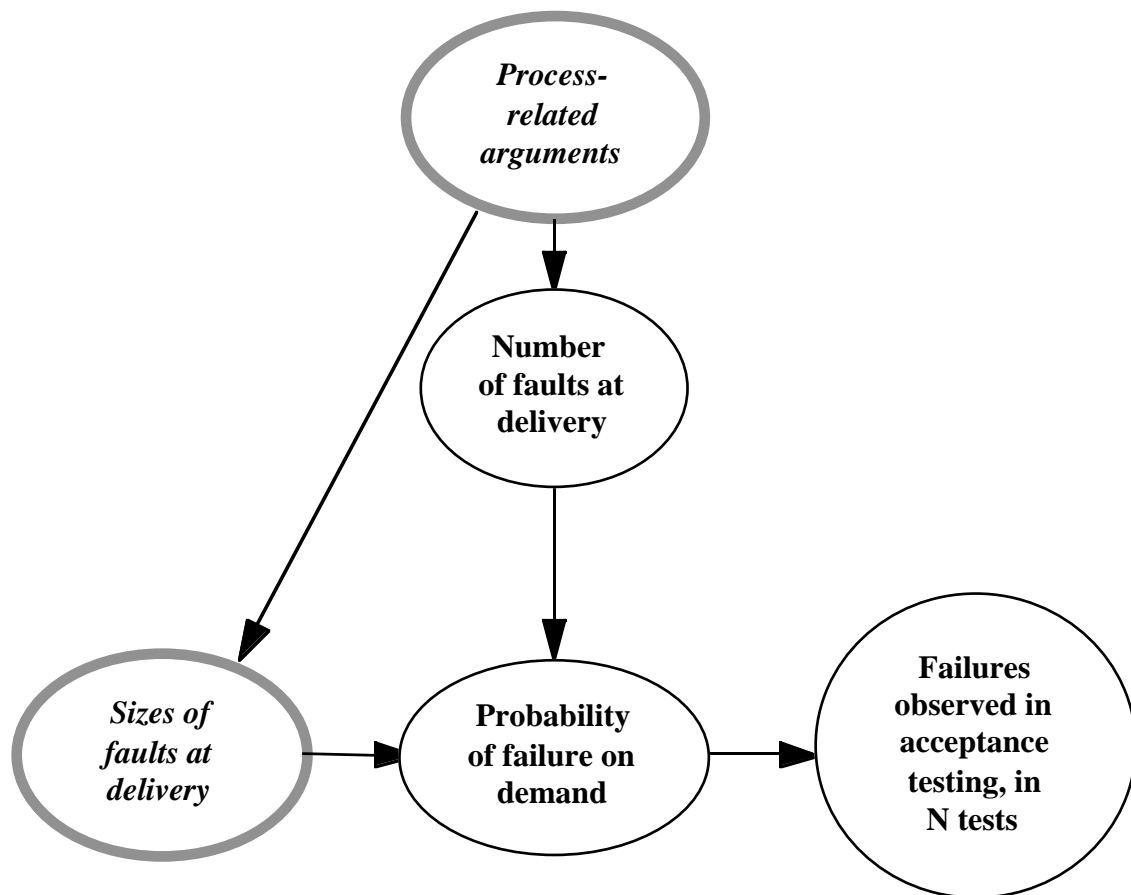 Process-
related
arguments
Number
of faults at
delivery
Sizes of
faults at
delivery
Probability
of failure on
demand
Failures
observed in
acceptance
testing, in
N tests